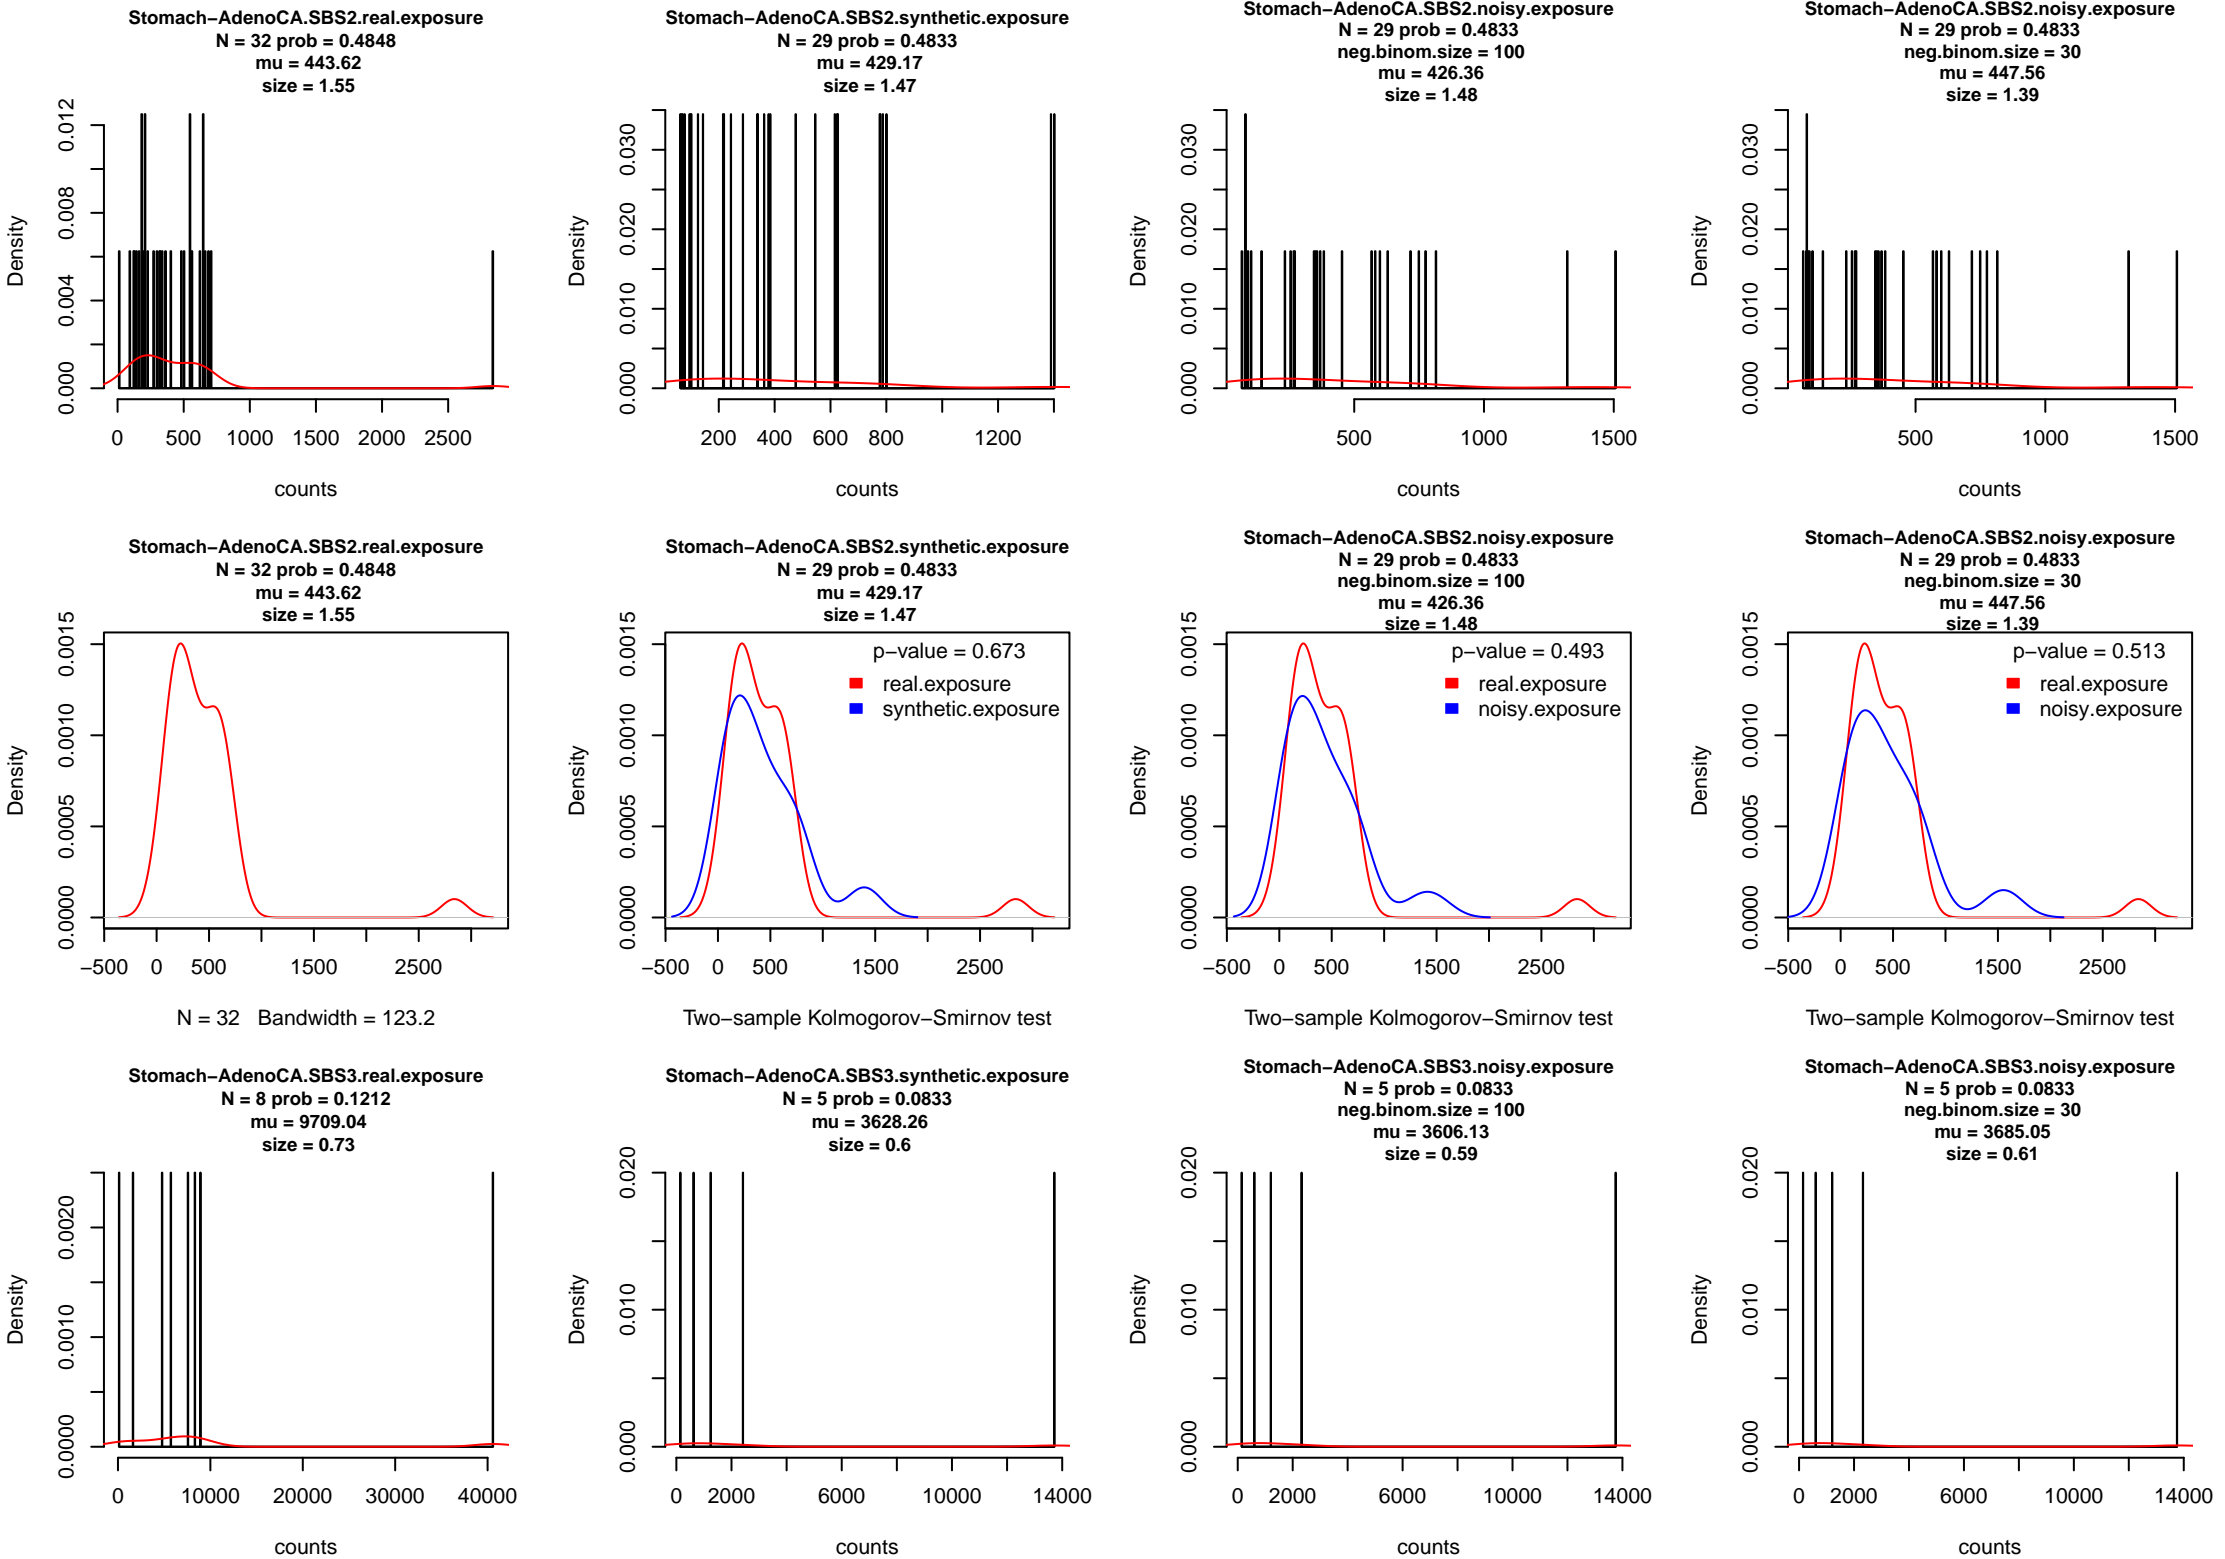 Stomach−AdenoCA.SBS2.real.exposure
N = 32 prob = 0.4848
mu = 443.62
size = 1.55
Density
0.000 0.004 0.008 0.012
0 500 1000 1500 2000 2500
counts
Stomach−AdenoCA.SBS2.synthetic.exposure
N = 29 prob = 0.4833
mu = 429.17
size = 1.47
Density
0.000 0.010 0.020 0.030
200 400 600 800 1200
counts
Stomach−AdenoCA.SBS2.noisy.exposure
N = 29 prob = 0.4833
neg.binom.size = 100
mu = 426.36
size = 1.48
Density
0.000 0.010 0.020 0.030
500 1000 1500
counts
Stomach−AdenoCA.SBS2.noisy.exposure
N = 29 prob = 0.4833
neg.binom.size = 30
mu = 447.56
size = 1.39
Density
0.000 0.010 0.020 0.030
500 1000 1500
counts
Stomach−AdenoCA.SBS2.real.exposure
N = 32 prob = 0.4848
mu = 443.62
size = 1.55
Density
0.0000 0.0005 0.0010 0.0015
−500 0 500 1500 2500
N = 32 Bandwidth = 123.2
Stomach−AdenoCA.SBS2.synthetic.exposure
N = 29 prob = 0.4833
mu = 429.17
size = 1.47
p−value = 0.673
real.exposure
synthetic.exposure
Density
0.0000 0.0005 0.0010 0.0015
−500 0 500 1500 2500
Two−sample Kolmogorov−Smirnov test
Stomach−AdenoCA.SBS2.noisy.exposure
N = 29 prob = 0.4833
neg.binom.size = 100
mu = 426.36
size = 1.48
p−value = 0.493
real.exposure
noisy.exposure
Density
0.0000 0.0005 0.0010 0.0015
−500 0 500 1500 2500
Two−sample Kolmogorov−Smirnov test
Stomach−AdenoCA.SBS2.noisy.exposure
N = 29 prob = 0.4833
neg.binom.size = 30
mu = 447.56
size = 1.39
p−value = 0.513
real.exposure
noisy.exposure
Density
0.0000 0.0005 0.0010 0.0015
−500 0 500 1500 2500
Two−sample Kolmogorov−Smirnov test
Stomach−AdenoCA.SBS3.real.exposure
N = 8 prob = 0.1212
mu = 9709.04
size = 0.73
Density
0.0000 0.0010 0.0020
0 10000 20000 30000 40000
counts
Stomach−AdenoCA.SBS3.synthetic.exposure
N = 5 prob = 0.0833
mu = 3628.26
size = 0.6
Density
0.000 0.010 0.020
0 2000 6000 10000 14000
counts
Stomach−AdenoCA.SBS3.noisy.exposure
N = 5 prob = 0.0833
neg.binom.size = 100
mu = 3606.13
size = 0.59
Density
0.000 0.010 0.020
0 2000 6000 10000 14000
counts
Stomach−AdenoCA.SBS3.noisy.exposure
N = 5 prob = 0.0833
neg.binom.size = 30
mu = 3685.05
size = 0.61
Density
0.000 0.010 0.020
0 2000 6000 10000 14000
counts